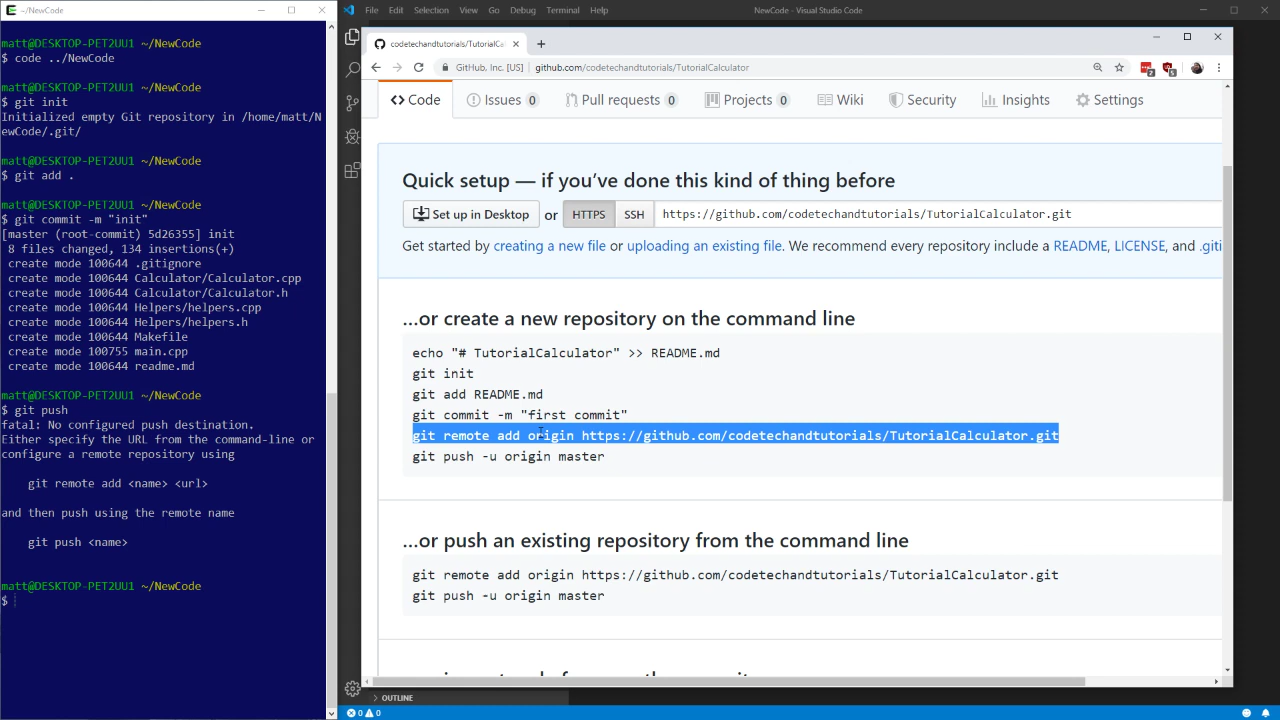 ~/NewCode
matt@DESKTOP-PET2UU1 ~/NewCode
$ code ../NewCode
matt@DESKTOP-PET2UU1 ~/NewCode
$ git init
Initialized empty Git repository in /home/matt/N
ewCode/.git/
matt@DESKTOP-PET2UU1 ~/NewCode
$ git add .
matt@DESKTOP-PET2UU1 ~/NewCode
$ git commit -m "init"
[master (root-commit) 5d26355] init
8 files changed, 134 insertions(+)
create mode 100644 .gitignore
create mode 100644 Calculator/Calculator.cpp
create mode 100644 Calculator/Calculator.h
create mode 100644 Helpers/helpers.cpp
create mode 100644 Helpers/helpers.h
create mode 100644 Makefile
create mode 100755 main.cpp
create mode 100644 readme.md
matt@DESKTOP-PET2UU1 ~/NewCode
$ git push
fatal: No configured push destination.
Either specify the URL from the command-line or
configure a remote repository using
git remote add <name> <url>
and then push using the remote name
git push <name>
matt@DESKTOP-PET2UU1 ~/NewCode
$
File Edit Selection View Go Debug Terminal Help NewCode - Visual Studio Code
codetechandtutorials/TutorialCa
GitHub, Inc. [US] github.com/codetechandtutorials/TutorialCalculator
7 5
<> Code Issues 0 Pull requests 0 Projects 0 Wiki Security Insights Settings
Quick setup — if you've done this kind of thing before
Set up in Desktop or HTTPS SSH https://github.com/codetechandtutorials/TutorialCalculator.git
Get started by creating a new file or uploading an existing file. We recommend every repository include a README, LICENSE, and .giti
...or create a new repository on the command line
echo "# TutorialCalculator" >> README.md
git init
git add README.md
git commit -m "first commit"
git remote add origin https://github.com/codetechandtutorials/TutorialCalculator.git
git push -u origin master
...or push an existing repository from the command line
git remote add origin https://github.com/codetechandtutorials/TutorialCalculator.git
git push -u origin master
OUTLINE
0 0